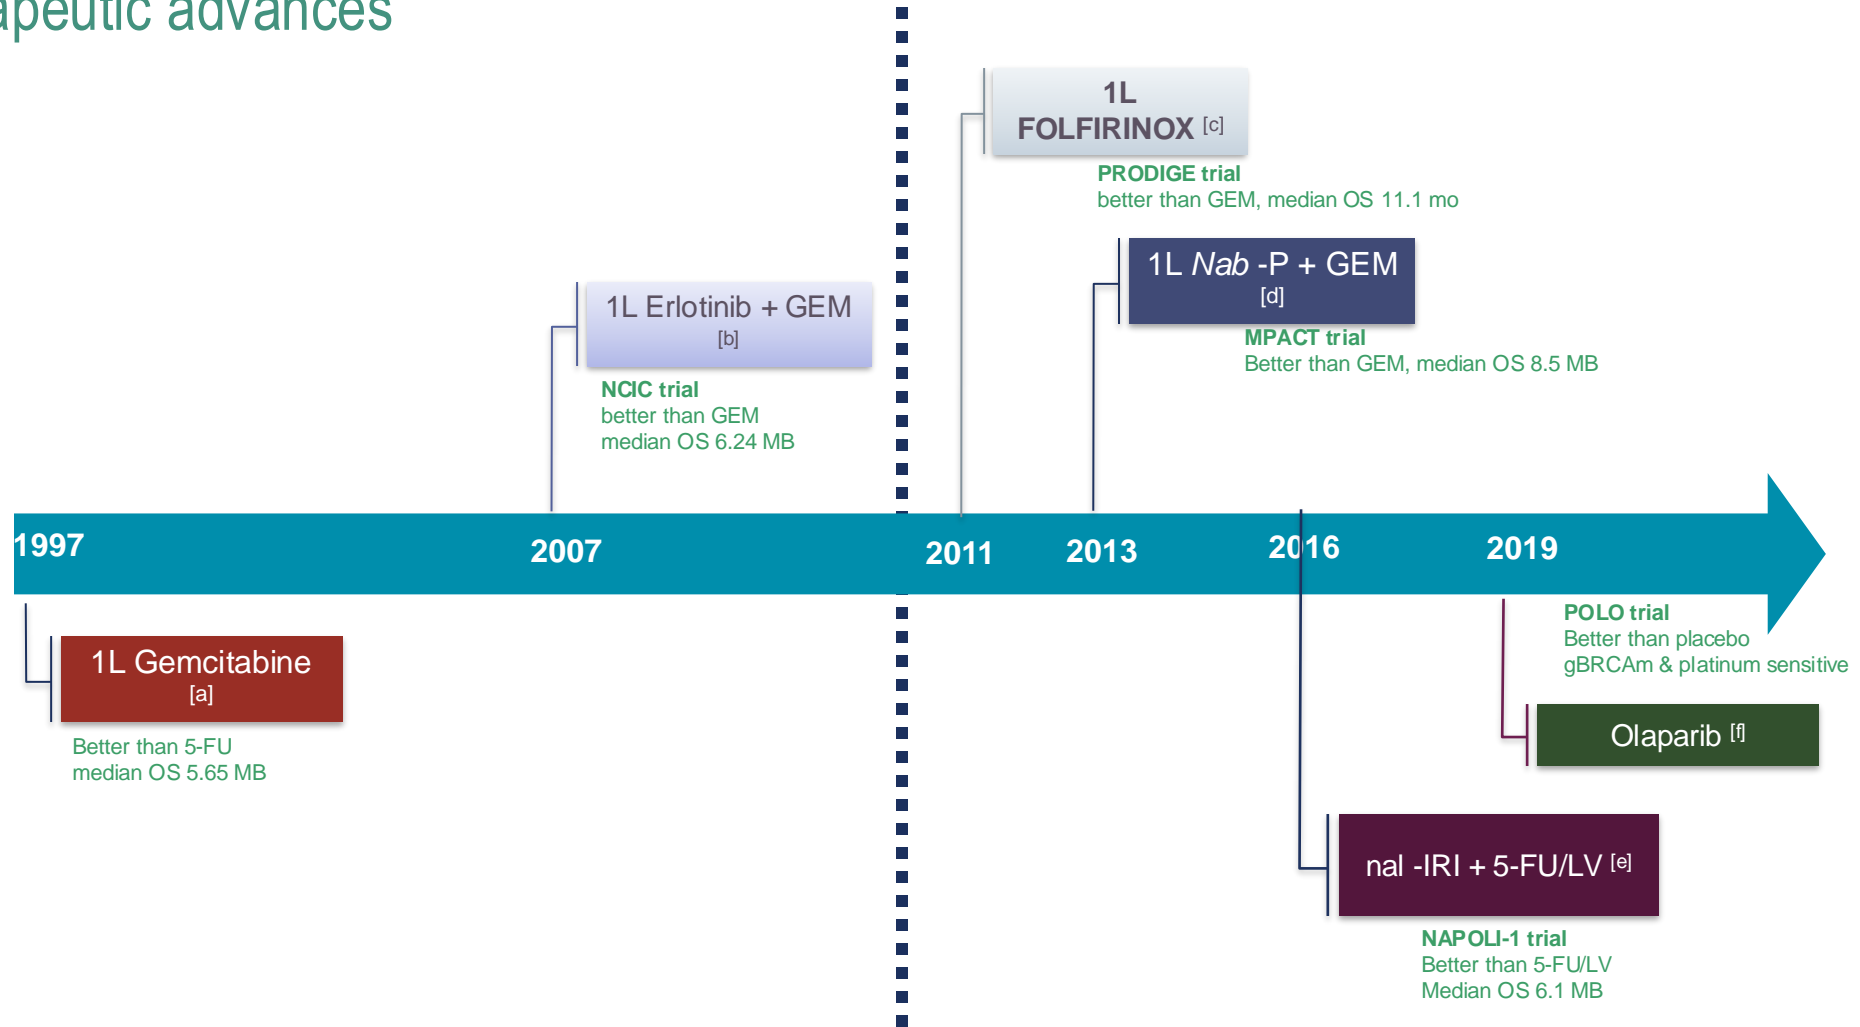 apeutic advances
1L
FOLFIRINOX [c]
PRODIGE trial
better than GEM, median OS 11.1 mo
1L Nab -P + GEM
[d]
MPACT trial
Better than GEM, median OS 8.5 MB
1L Erlotinib + GEM
[b]
NCIC trial
better than GEM
median OS 6.24 MB
1997
2007
2011
2013
2016
2019
1L Gemcitabine
[a]
Better than 5-FU
median OS 5.65 MB
POLO trial
Better than placebo
gBRCAm & platinum sensitive
Olaparib [f]
nal -IRI + 5-FU/LV [e]
NAPOLI-1 trial
Better than 5-FU/LV
Median OS 6.1 MB